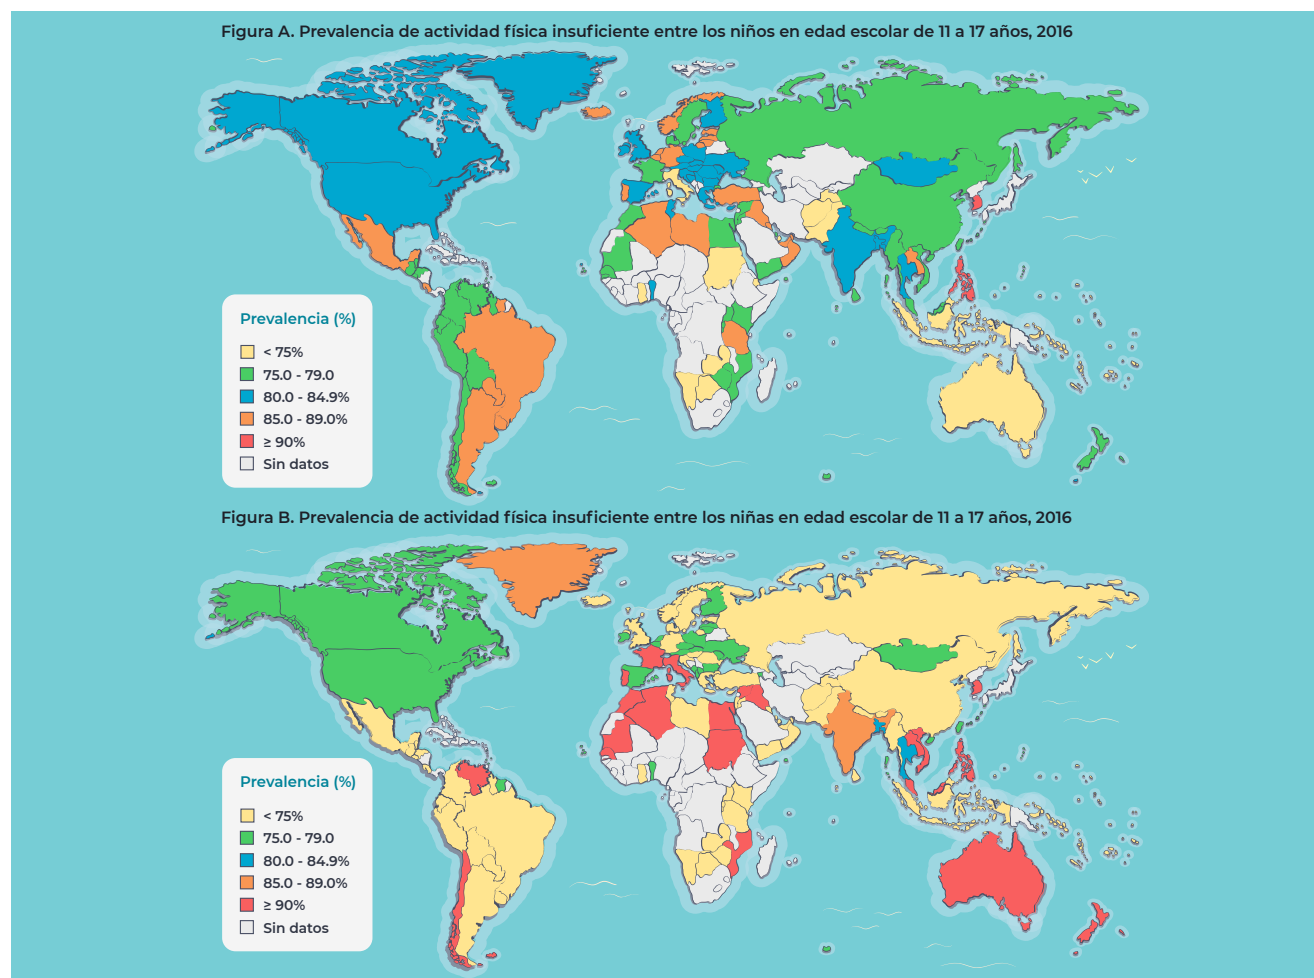 Figura A. Prevalencia de actividad física insuficiente entre los niños en edad escolar de 11 a 17 años, 2016
Prevalencia (%)
< 75%
75.0 - 79.0
80.0 - 84.9%
85.0 - 89.0%
≥ 90%
Sin datos
Figura B. Prevalencia de actividad física insuficiente entre los niñas en edad escolar de 11 a 17 años, 2016
Prevalencia (%)
< 75%
75.0 - 79.0
80.0 - 84.9%
85.0 - 89.0%
≥ 90%
Sin datos